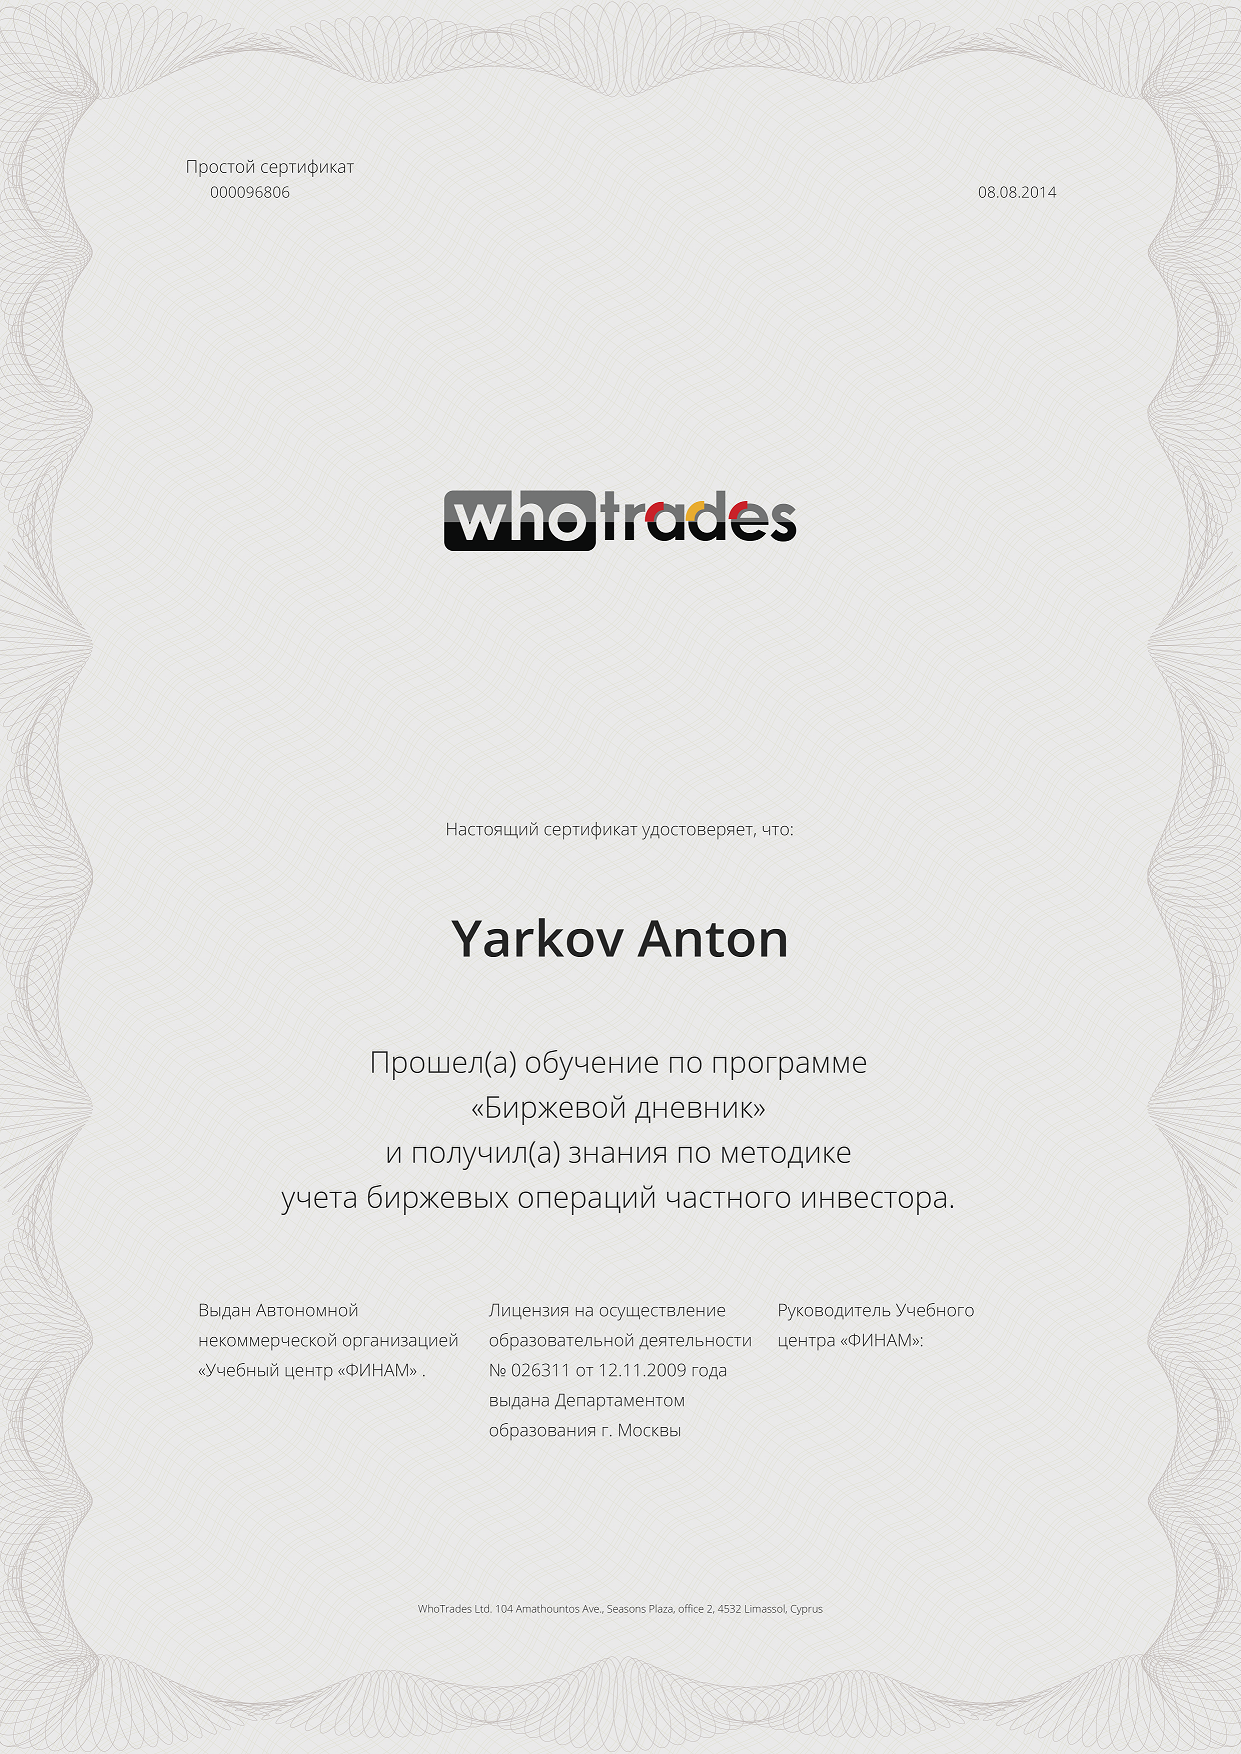 Простой сертификат
000096806
08.08.2014
whotrades
Настоящий сертификат удостоверяет, что:
Yarkov Anton
Прошел(а) обучение по программе
«Биржевой дневник»
и получил(а) знания по методике
учета биржевых операций частного инвестора.
Выдан Автономной
некоммерческой организацией
«Учебный центр «ФИНАМ» .
Лицензия на осуществление
образовательной деятельности
№ 026311 от 12.11.2009 года
выдана Департаментом
образования г. Москвы
Руководитель Учебного
центра «ФИНАМ»:
WhoTrades Ltd. 104 Amathountos Ave., Seasons Plaza, office 2, 4532 Limassol, Cyprus